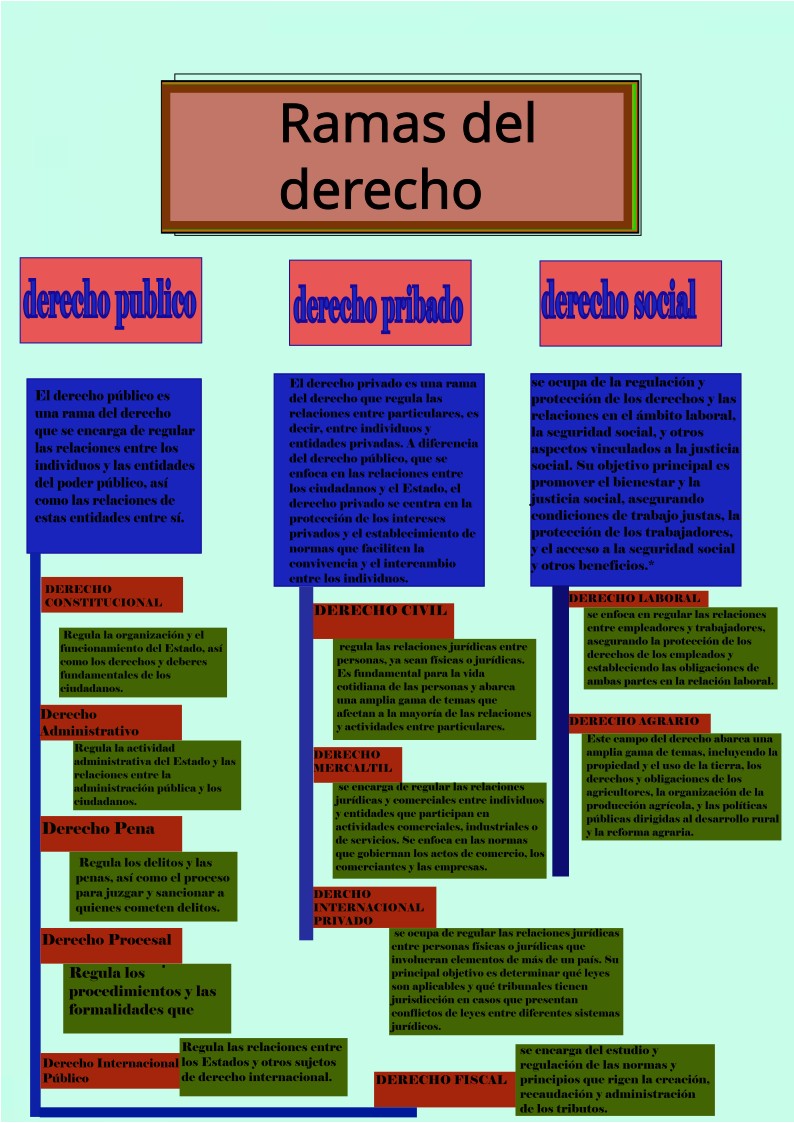 Ramas del
derecho
derecho publico
El derecho público es
una rama del derecho
que se encarga de regular
las relaciones entre los
individuos y las entidades
del poder público, así
como las relaciones de
estas entidades entre sí.
DERECHO
CONSTITUCIONAL
Regula la organización y el
funcionamiento del Estado, así
como los derechos y deberes
fundamentales de los
ciudadanos.
Derecho
Administrativo
Regula la actividad
administrativa del Estado y las
relaciones entre la
administración pública y los
ciudadanos.
Derecho Pena
Regula los delitos y las
penas, así como el proceso
para juzgar y sancionar a
quienes cometen delitos.
Derecho Procesal
Regula los
procedimientos y las
formalidades que
Derecho Internacional
Público
Regula las relaciones entre
los Estados y otros sujetos
de derecho internacional.
DERECHO FISCAL
se encarga del estudio y
regulación de las normas y
principios que rigen la creación,
recaudación y administración
de los tributos.
derecho pribado
El derecho privado es una rama
del derecho que regula las
relaciones entre particulares, es
decir, entre individuos y
entidades privadas. A diferencia
del derecho público, que se
enfoca en las relaciones entre
los ciudadanos y el Estado, el
derecho privado se centra en la
protección de los intereses
privados y el establecimiento de
normas que faciliten la
convivencia y el intercambio
entre los individuos.
DERECHO CIVIL
regula las relaciones jurídicas entre
personas, ya sean físicas o jurídicas.
Es fundamental para la vida
cotidiana de las personas y abarca
una amplia gama de temas que
afectan a la mayoría de las relaciones
y actividades entre particulares.
DERECHO
MERCALTIL
se encarga de regular las relaciones
jurídicas y comerciales entre individuos
y entidades que participan en
actividades comerciales, industriales o
de servicios. Se enfoca en las normas
que gobiernan los actos de comercio, los
comerciantes y las empresas.
DERCHO
INTERNACIONAL
PRIVADO
se ocupa de regular las relaciones jurídicas
entre personas físicas o jurídicas que
involucran elementos de más de un país. Su
principal objetivo es determinar qué leyes
son aplicables y qué tribunales tienen
jurisdicción en casos que presentan
conflictos de leyes entre diferentes sistemas
jurídicos.
derecho social
se ocupa de la regulación y
protección de los derechos y las
relaciones en el ámbito laboral,
la seguridad social, y otros
aspectos vinculados a la justicia
social. Su objetivo principal es
promover el bienestar y la
justicia social, asegurando
condiciones de trabajo justas, la
protección de los trabajadores,
y el acceso a la seguridad social
y otros beneficios.*
DERECHO LABORAL
se enfoca en regular las relaciones
entre empleadores y trabajadores,
asegurando la protección de los
derechos de los empleados y
estableciendo las obligaciones de
ambas partes en la relación laboral.
DERECHO AGRARIO
Este campo del derecho abarca una
amplia gama de temas, incluyendo la
propiedad y el uso de la tierra, los
derechos y obligaciones de los
agricultores, la organización de la
producción agrícola, y las políticas
públicas dirigidas al desarrollo rural
y la reforma agraria.